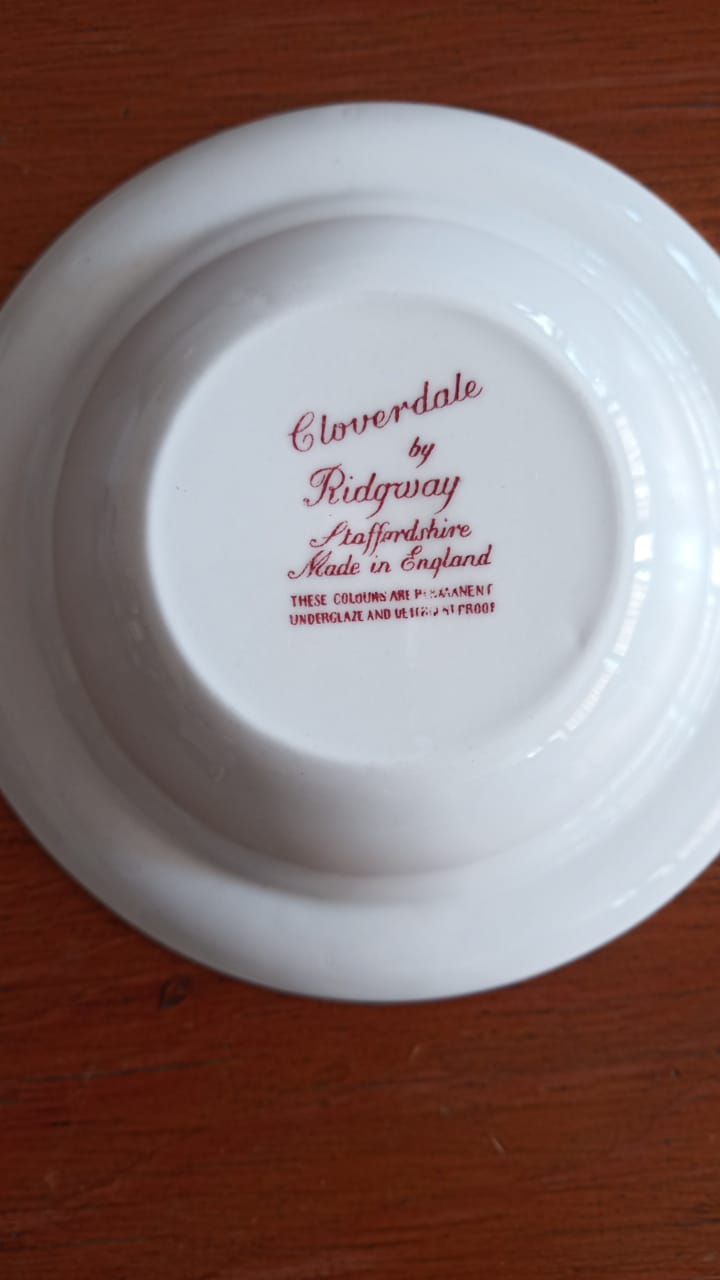 Cloverdale
by
Ridgway
Staffordshire
Made in England
THESE COLOURS ARE PERMANENT
UNDERGLAZE AND DETERGENT PROOF